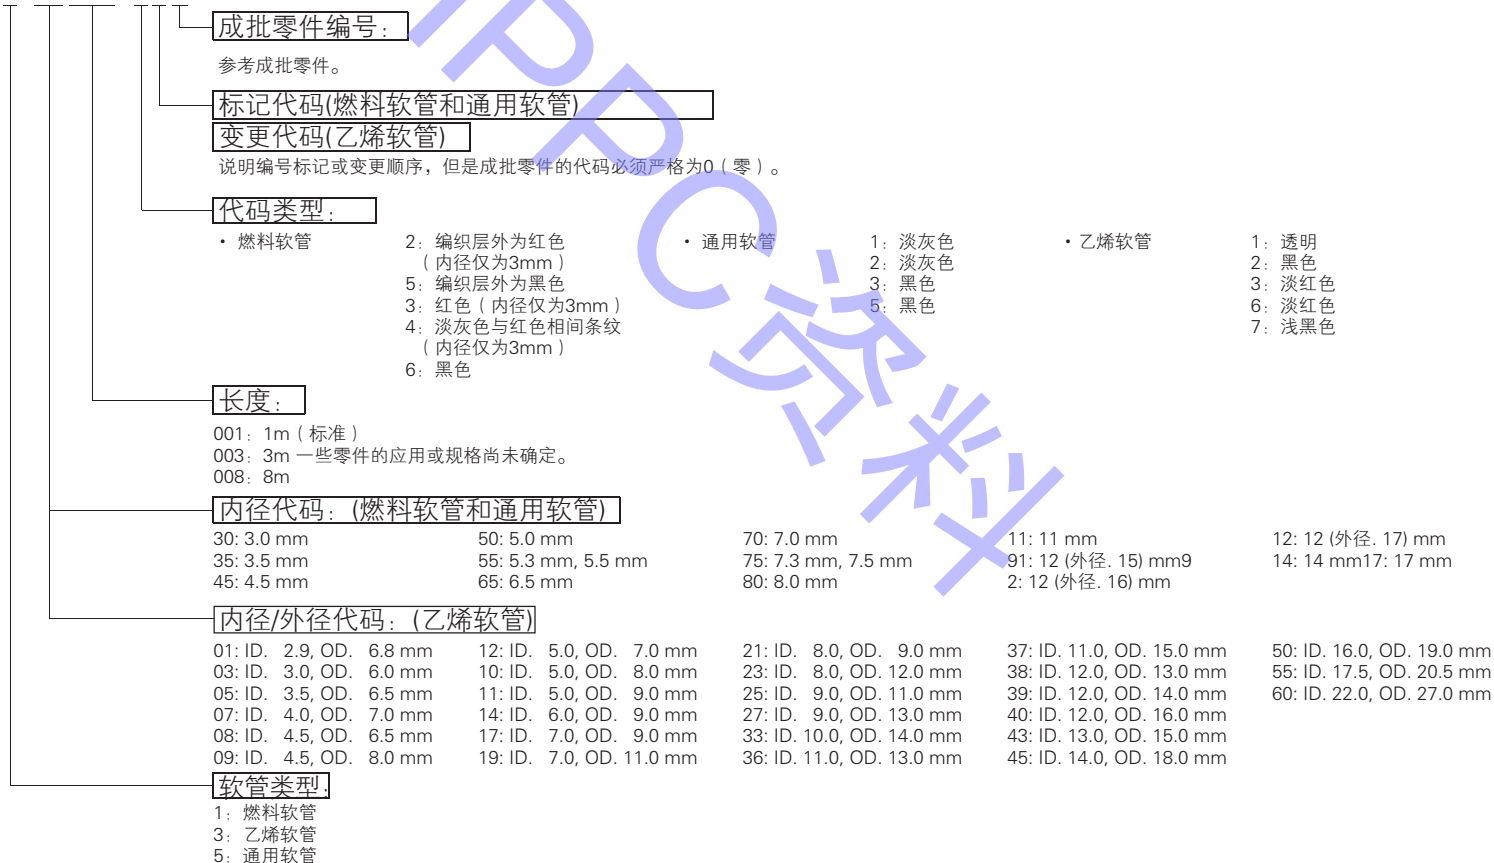 成批零件编号:
参考成批零件。
标记代码(燃料软管和通用软管)
变更代码(乙烯软管)
说明编号标记或变更顺序，但是成批零件的代码必须严格为0（零）。
代码类型:
· 燃料软管
2: 编织层外为红色
（内径仅为3mm）
5: 编织层外为黑色
3: 红色（内径仅为3mm）
4: 淡灰色与红色相间条纹
（内径仅为3mm）
6: 黑色
· 通用软管
1: 淡灰色
2: 淡灰色
3: 黑色
5: 黑色
· 乙烯软管
1: 透明
2: 黑色
3: 淡红色
6: 淡红色
7: 浅黑色
长度:
001: 1m（标准）
003: 3m 一些零件的应用或规格尚未确定。
008: 8m
内径代码: (燃料软管和通用软管)
30: 3.0 mm 50: 5.0 mm 70: 7.0 mm 11: 11 mm 12: 12 (外径. 17) mm
35: 3.5 mm 55: 5.3 mm, 5.5 mm 75: 7.3 mm, 7.5 mm 91: 12 (外径. 15) mm9 14: 14 mm17: 17 mm
45: 4.5 mm 65: 6.5 mm 80: 8.0 mm 2: 12 (外径. 16) mm
内径/外径代码: (乙烯软管)
01: ID. 2.9, OD. 6.8 mm 12: ID. 5.0, OD. 7.0 mm 21: ID. 8.0, OD. 9.0 mm 37: ID. 11.0, OD. 15.0 mm 50: ID. 16.0, OD. 19.0 mm
03: ID. 3.0, OD. 6.0 mm 10: ID. 5.0, OD. 8.0 mm 23: ID. 8.0, OD. 12.0 mm 38: ID. 12.0, OD. 13.0 mm 55: ID. 17.5, OD. 20.5 mm
05: ID. 3.5, OD. 6.5 mm 11: ID. 5.0, OD. 9.0 mm 25: ID. 9.0, OD. 11.0 mm 39: ID. 12.0, OD. 14.0 mm 60: ID. 22.0, OD. 27.0 mm
07: ID. 4.0, OD. 7.0 mm 14: ID. 6.0, OD. 9.0 mm 27: ID. 9.0, OD. 13.0 mm 40: ID. 12.0, OD. 16.0 mm
08: ID. 4.5, OD. 6.5 mm 17: ID. 7.0, OD. 9.0 mm 33: ID. 10.0, OD. 14.0 mm 43: ID. 13.0, OD. 15.0 mm
09: ID. 4.5, OD. 8.0 mm 19: ID. 7.0, OD. 11.0 mm 36: ID. 11.0, OD. 13.0 mm 45: ID. 14.0, OD. 18.0 mm
软管类型:
1: 燃料软管
3: 乙烯软管
5: 通用软管
IPPC资料